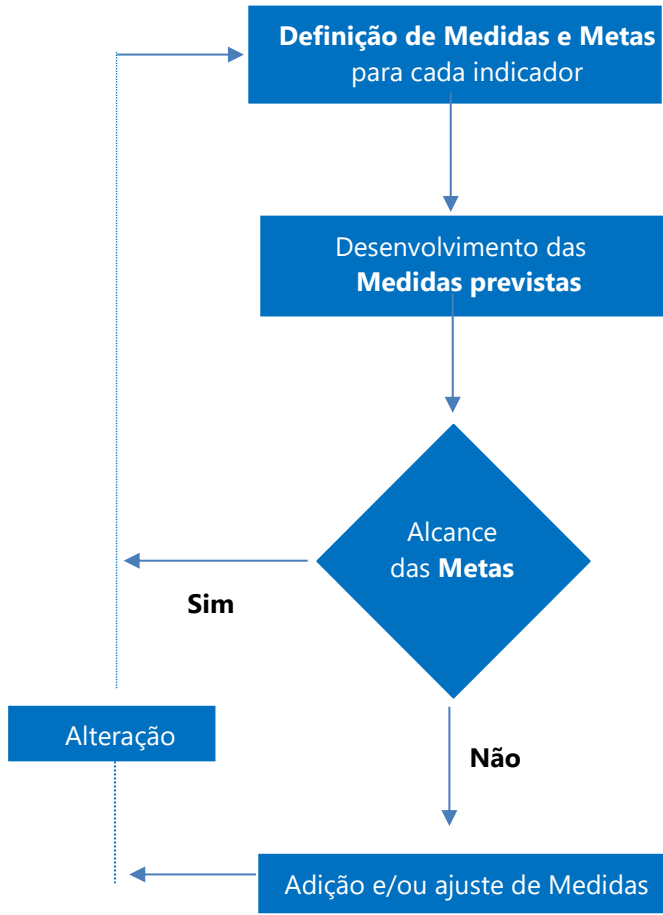 Definição de Medidas e Metas
para cada indicador
Desenvolvimento das
Medidas previstas
Alcance
das Metas
Sim
Alteração
Não
Adição e/ou ajuste de Medidas